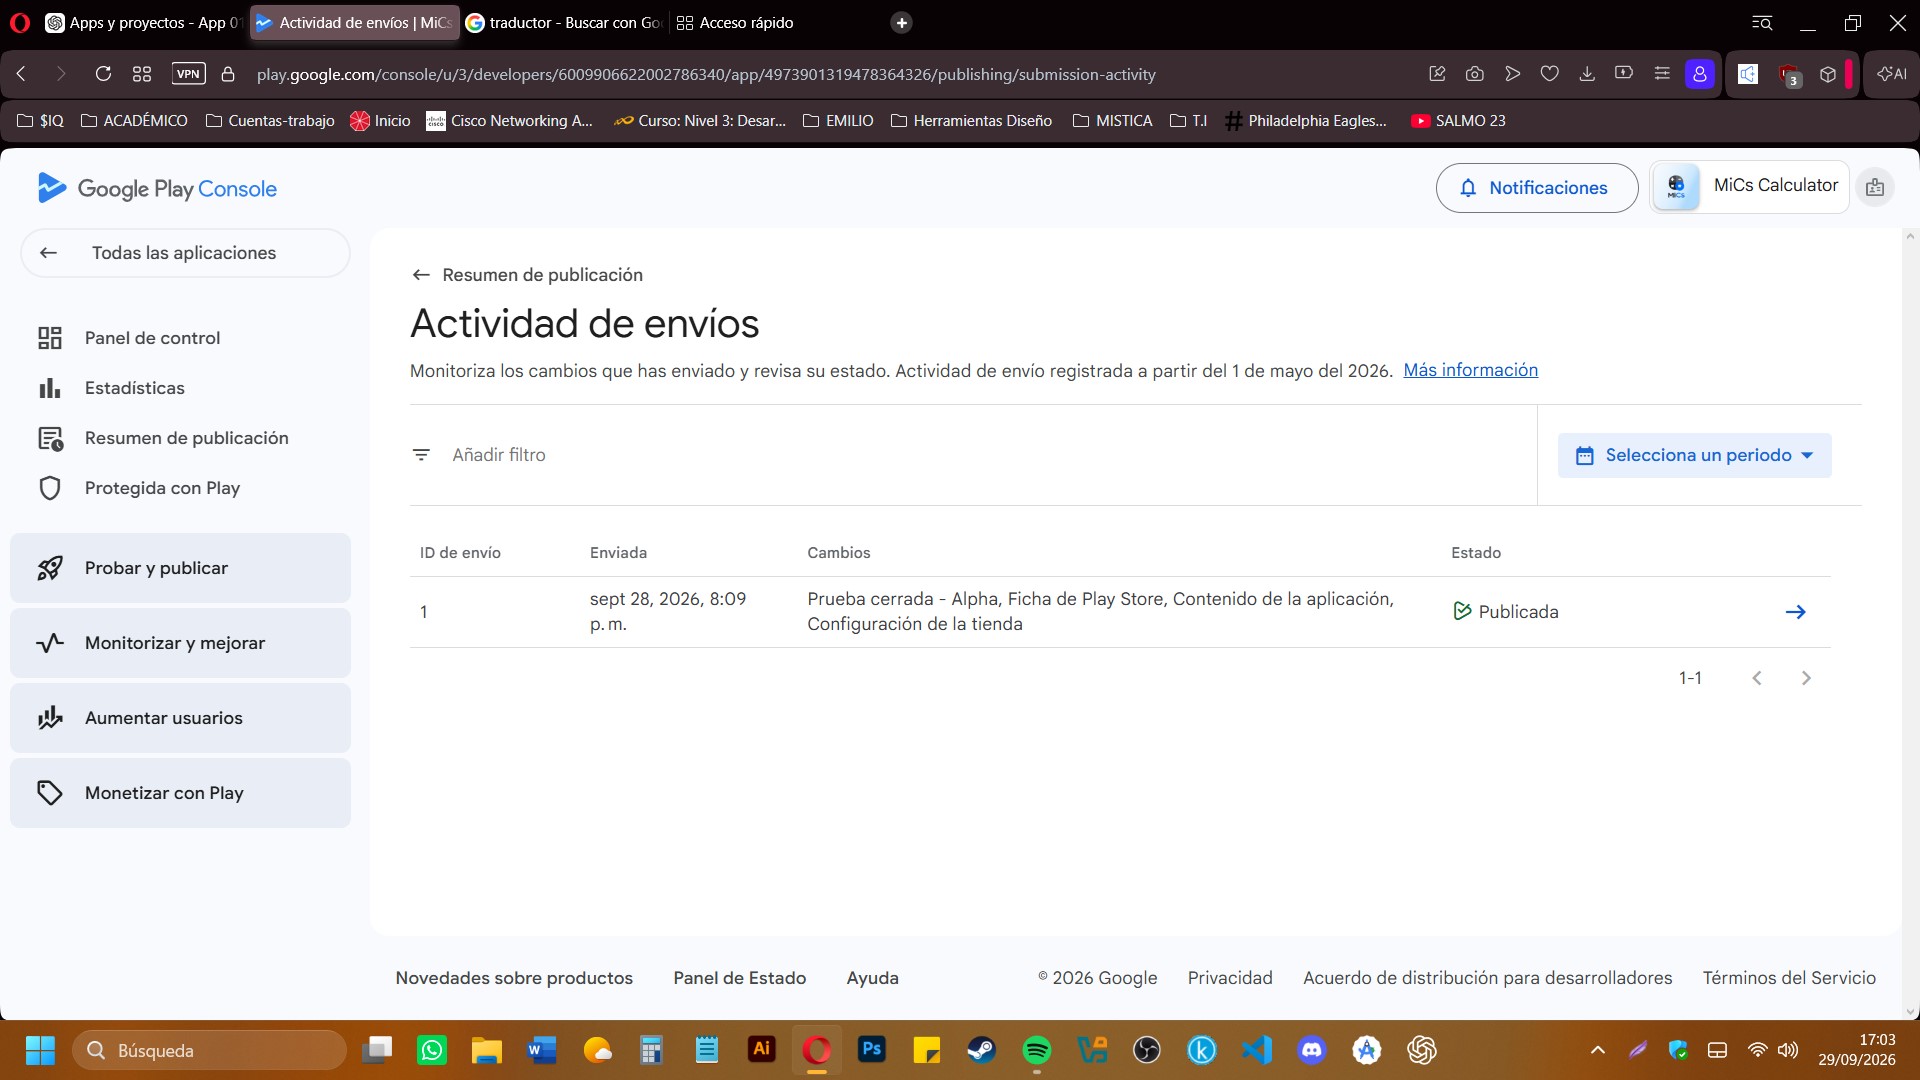 Apps y proyectos - App 01
Actividad de envíos | MiCs
traductor - Buscar con Go
Acceso rápido
VPN
play.google.com/console/u/3/developers/6009906622002786340/app/4973901319478364326/publishing/submission-activity
3
AI
$IQ
ACADÉMICO
Cuentas-trabajo
Inicio
Cisco Networking A...
Curso: Nivel 3: Desar...
EMILIO
Herramientas Diseño
MISTICA
T.I
Philadelphia Eagles...
SALMO 23
Google Play Console
Notificaciones
MiCs
MiCs Calculator
Todas las aplicaciones
Panel de control
Estadísticas
Resumen de publicación
Protegida con Play
Probar y publicar
Monitorizar y mejorar
Aumentar usuarios
Monetizar con Play
Resumen de publicación
Actividad de envíos
Monitoriza los cambios que has enviado y revisa su estado. Actividad de envío registrada a partir del 1 de mayo del 2026. Más información
Añadir filtro
Selecciona un periodo
ID de envío
Enviada
Cambios
Estado
1
sept 28, 2026, 8:09
p. m.
Prueba cerrada - Alpha, Ficha de Play Store, Contenido de la aplicación,
Configuración de la tienda
Publicada
1-1
Novedades sobre productos
Panel de Estado
Ayuda
© 2026 Google
Privacidad
Acuerdo de distribución para desarrolladores
Términos del Servicio
Búsqueda
Ai
Ps
17:03
29/09/2026